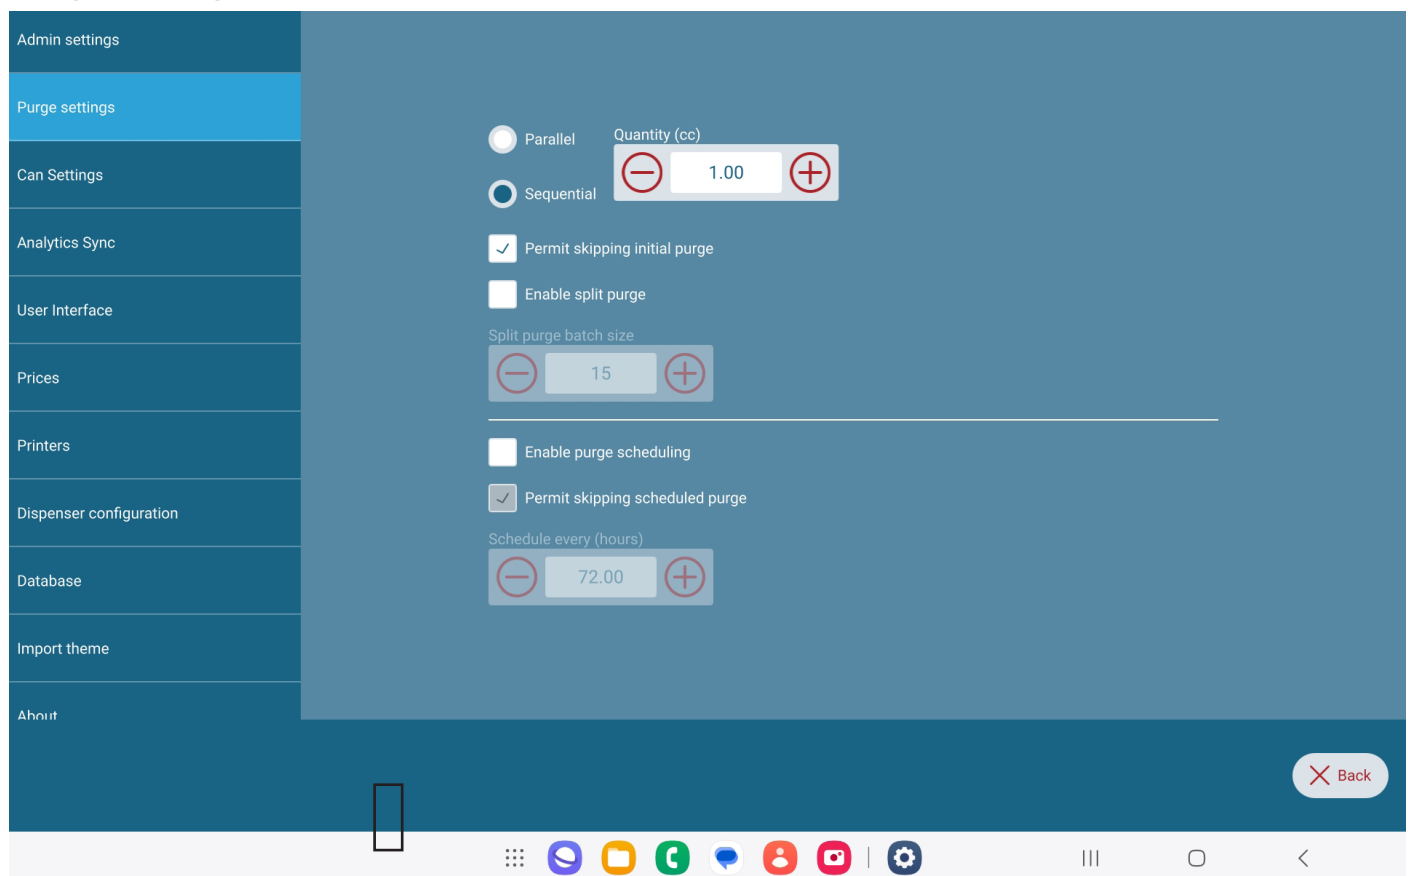 Admin settings
Purge settings
Can Settings
Analytics Sync
User Interface
Prices
Printers
Dispenser configuration
Database
Import theme
About
Parallel
Quantity (cc)
1.00
Sequential
Permit skipping initial purge
Enable split purge
Split purge batch size
15
Enable purge scheduling
Permit skipping scheduled purge
Schedule every (hours)
72.00
Back